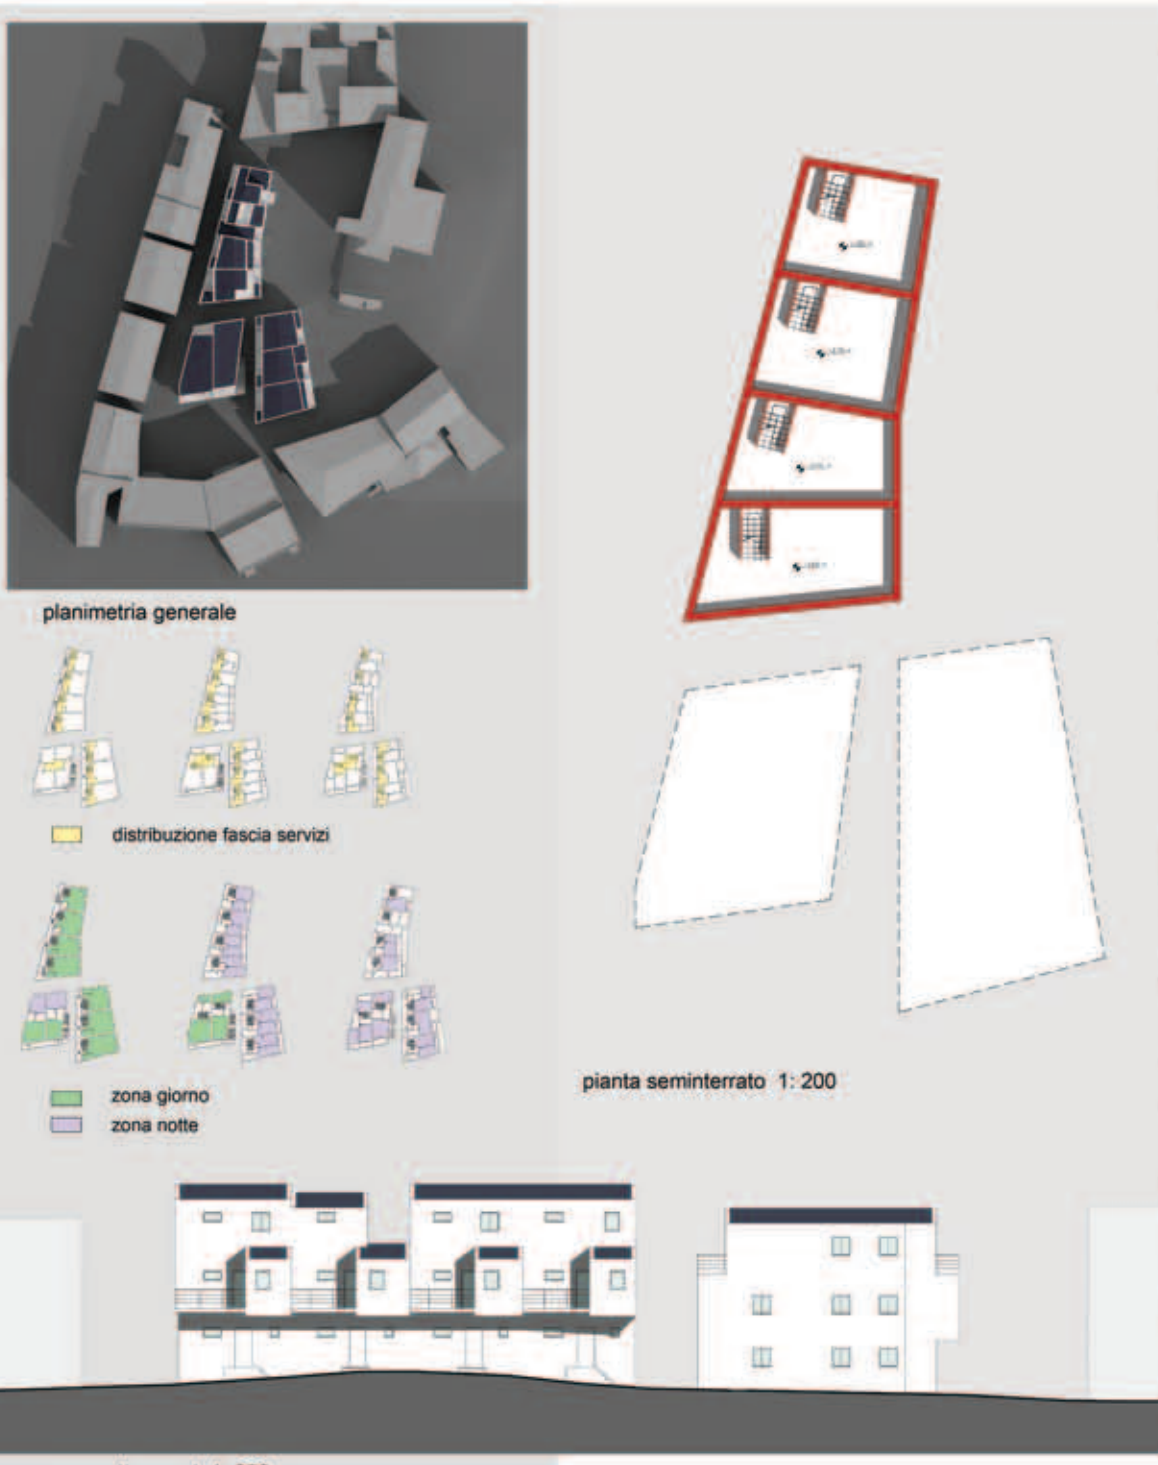 planimetria generale
distribuzione fascia servizi
zona giorno
zona notte
pianta seminterrato 1: 200